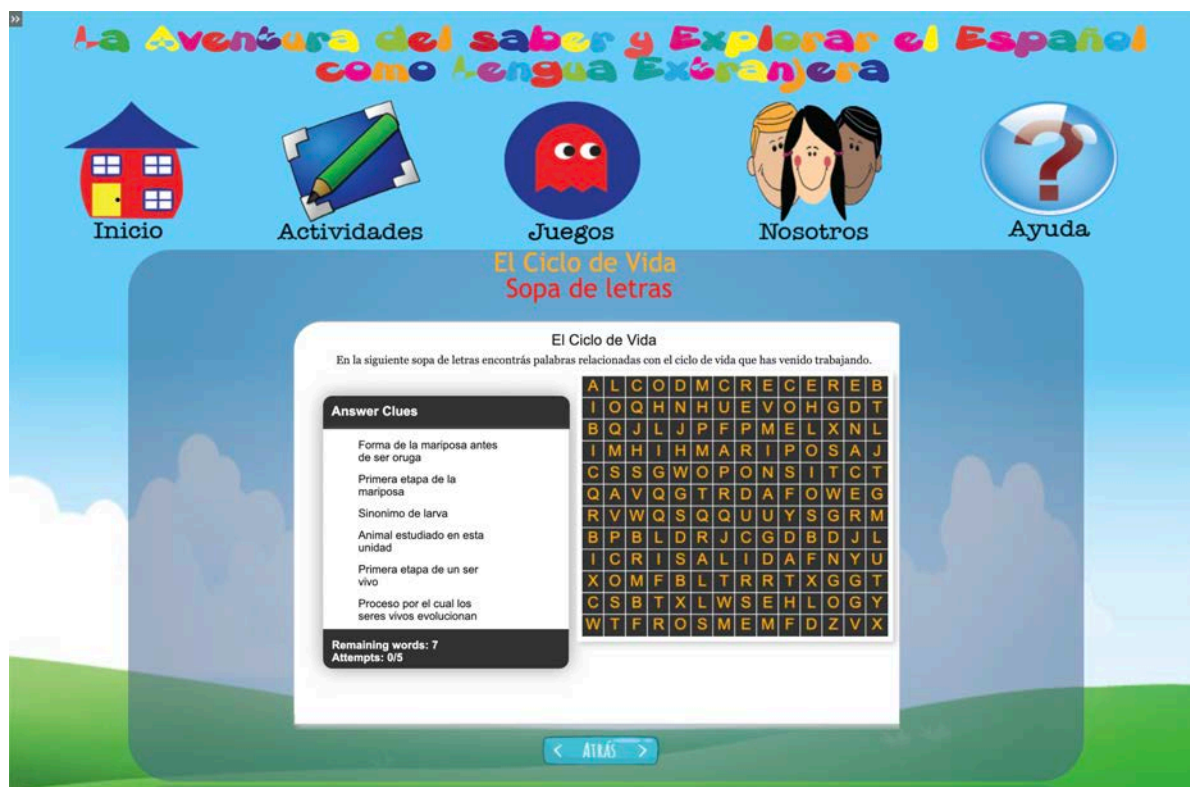 »
La Aventura del saber y Explorar el Español
como Lengua Extranjera
Inicio
Actividades
Juegos
Nosotros
Ayuda
El Ciclo de Vida
Sopa de letras
El Ciclo de Vida
En la siguiente sopa de letras encontrás palabras relacionadas con el ciclo de vida que has venido trabajando.
Answer Clues
Forma de la mariposa antes
de ser oruga
Primera etapa de la
mariposa
Sinonimo de larva
Animal estudiado en esta
unidad
Primera etapa de un ser
vivo
Proceso por el cual los
seres vivos evolucionan
Remaining words: 7
Attempts: 0/5
A L C O D M C R E C E R E B
I O Q H N H U E V O H G D T
B Q J L J P F P M E L X N L
I M H I H M A R I P O S A J
C S S G W O P O N S I T C T
Q A V Q G T R D A F O W E G
R V W Q S Q Q U U Y S G R M
B P B L D R J C G D B D J L
I C R I S A L I D A F N Y U
X O M F B L T R R T X G G T
C S B T X L W S E H L O G Y
W T F R O S M E M F D Z V X
< ATRÁS >